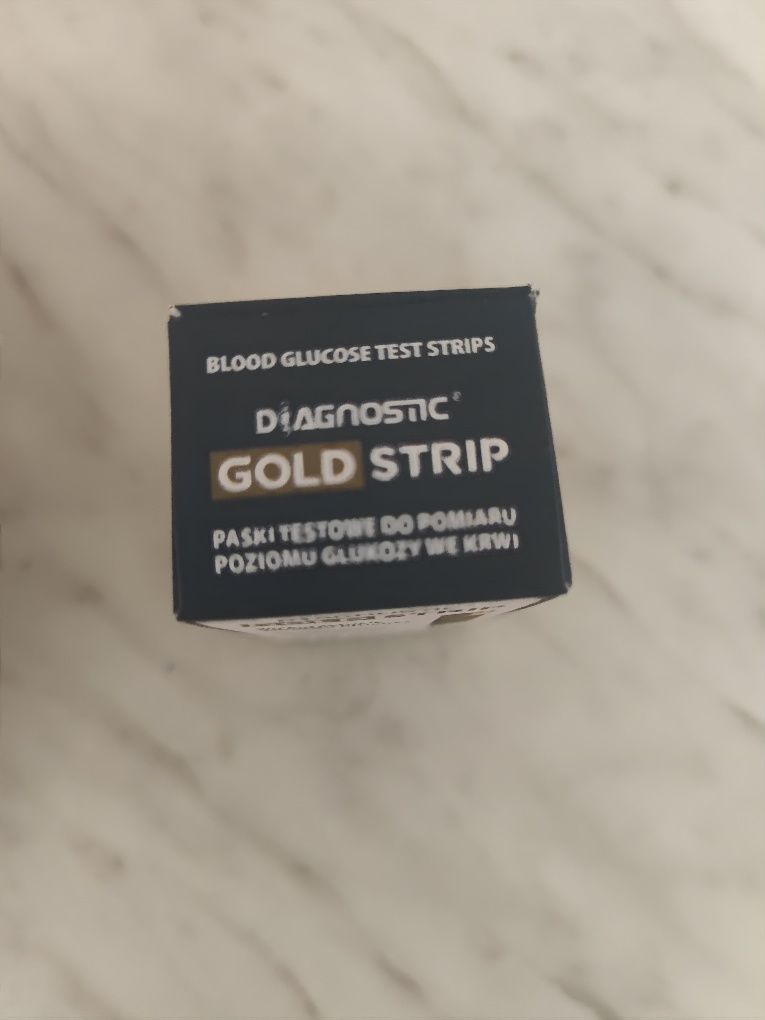 BLOOD GLUCOSE TEST STRIPS
DIAGNOSTIC
GOLD STRIP
PASKI TESTOWE DO POMIARU
POZIOMU GLUKOZY WE KRWI